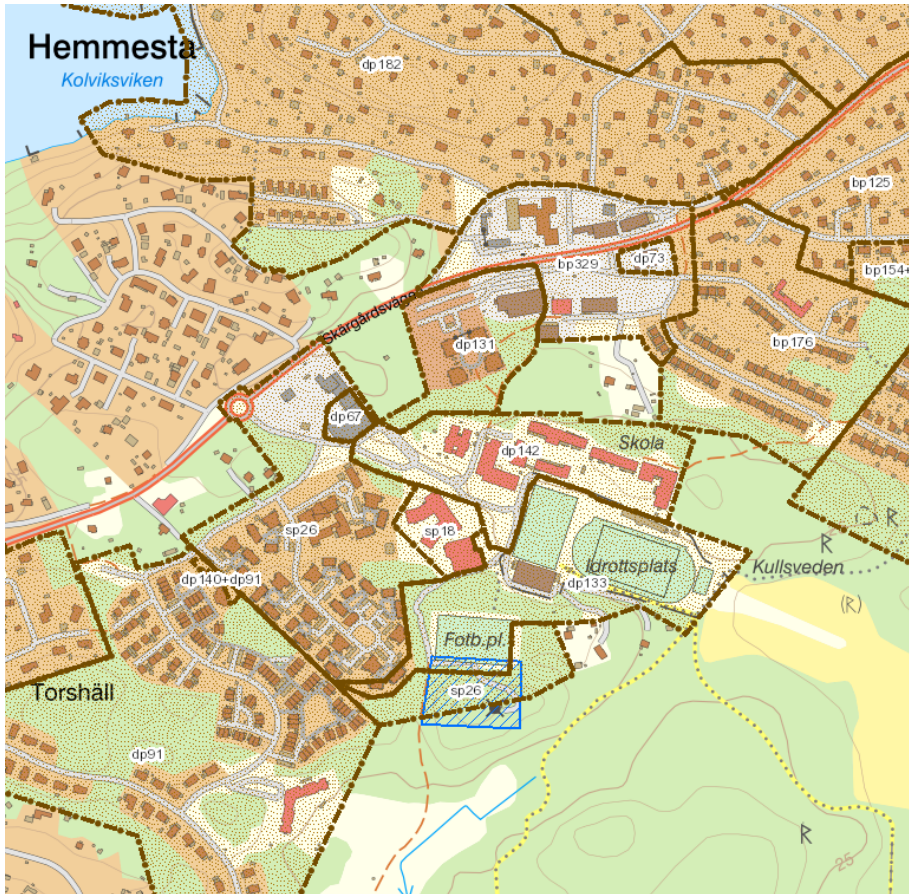 Hemmesta
Kolviksviken
dp182
bp125
bp329
dp73
bp154+
Skärgårdsväge
dp131
bp176
dp67
dp142
Skola
sp26
sp18
R
R
Idrottsplats
Kullsveden
dp140+dp91
dp133
(R)
Fotb.pl.
Torshäll
sp26
dp91
R
25